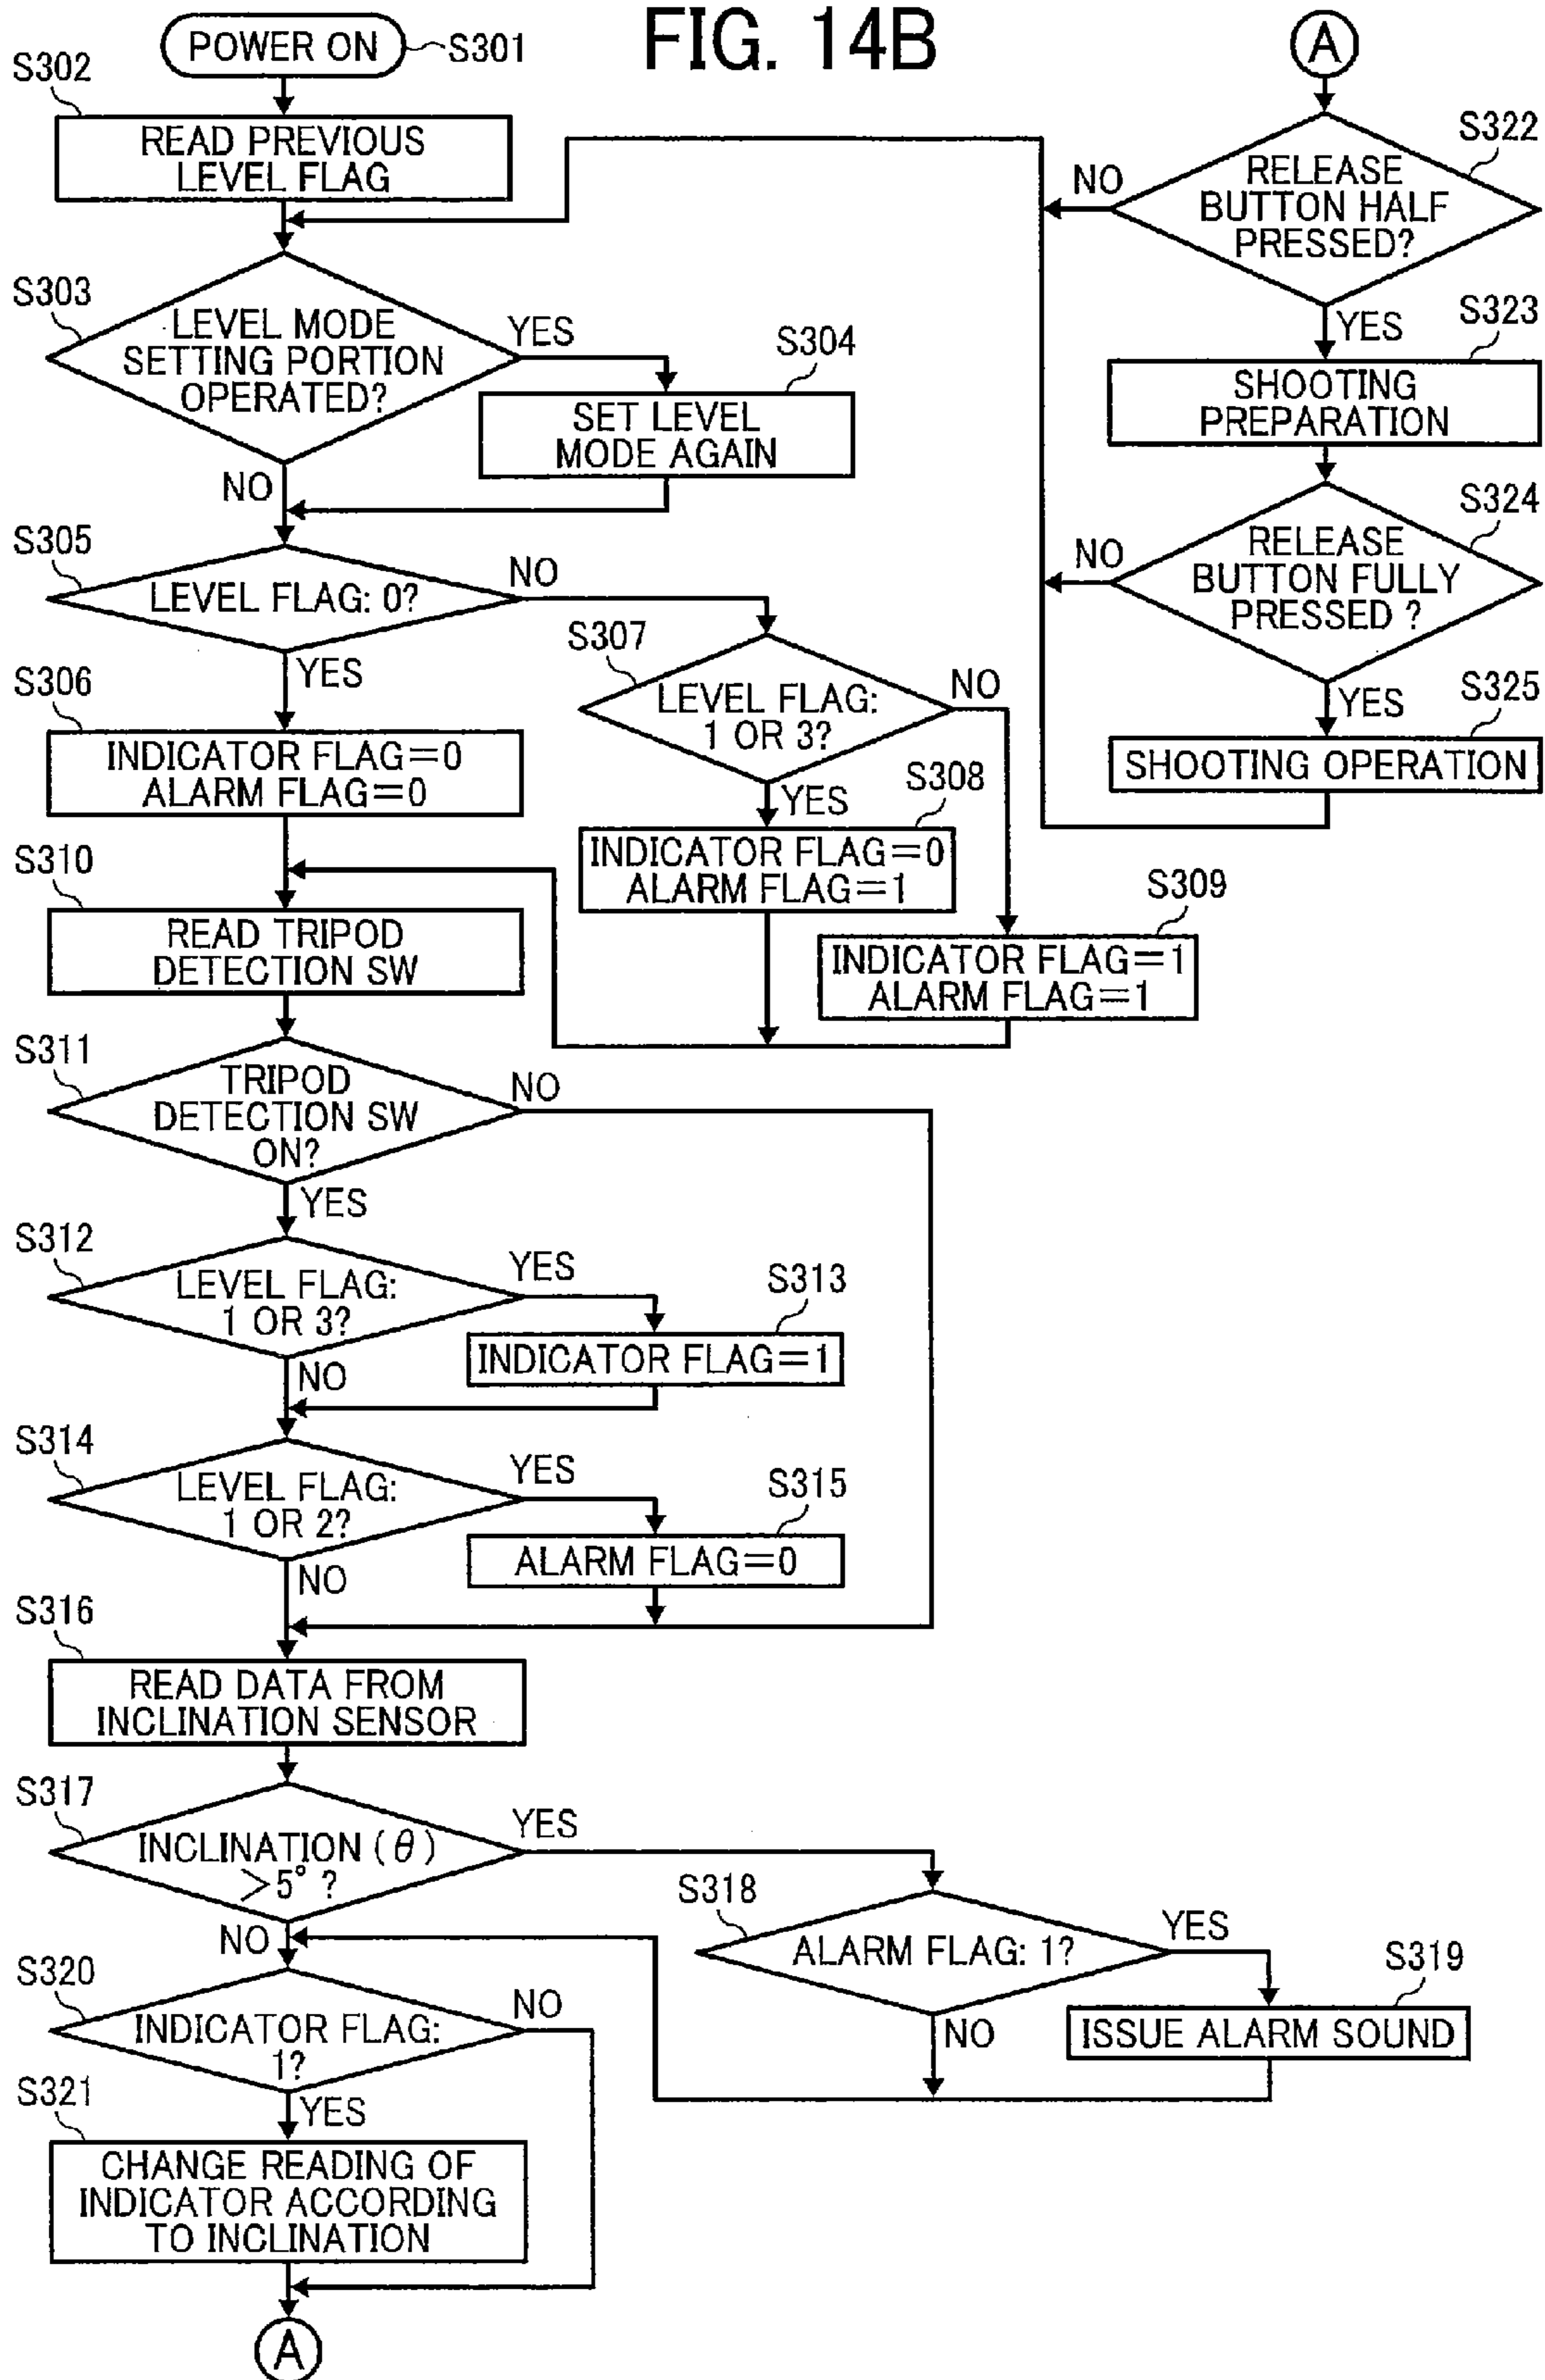 FIG. 14B
POWER ON
S301
S302
READ PREVIOUS
LEVEL FLAG
S303
LEVEL MODE
SETTING PORTION
OPERATED?
YES
NO
S304
SET LEVEL
MODE AGAIN
S305
LEVEL FLAG: 0?
NO
YES
S306
INDICATOR FLAG=0
ALARM FLAG=0
S307
LEVEL FLAG:
1 OR 3?
NO
YES
S308
INDICATOR FLAG=0
ALARM FLAG=1
S309
INDICATOR FLAG=1
ALARM FLAG=1
S310
READ TRIPOD
DETECTION SW
S311
TRIPOD
DETECTION SW
ON?
NO
YES
S312
LEVEL FLAG:
1 OR 3?
YES
NO
S313
INDICATOR FLAG=1
S314
LEVEL FLAG:
1 OR 2?
YES
NO
S315
ALARM FLAG=0
S316
READ DATA FROM
INCLINATION SENSOR
S317
INCLINATION (θ)
>5° ?
YES
NO
S318
ALARM FLAG: 1?
YES
NO
S319
ISSUE ALARM SOUND
S320
INDICATOR FLAG:
1?
NO
YES
S321
CHANGE READING OF
INDICATOR ACCORDING
TO INCLINATION
A
A
S322
RELEASE
BUTTON HALF
PRESSED?
NO
YES
S323
SHOOTING
PREPARATION
S324
RELEASE
BUTTON FULLY
PRESSED ?
NO
YES
S325
SHOOTING OPERATION